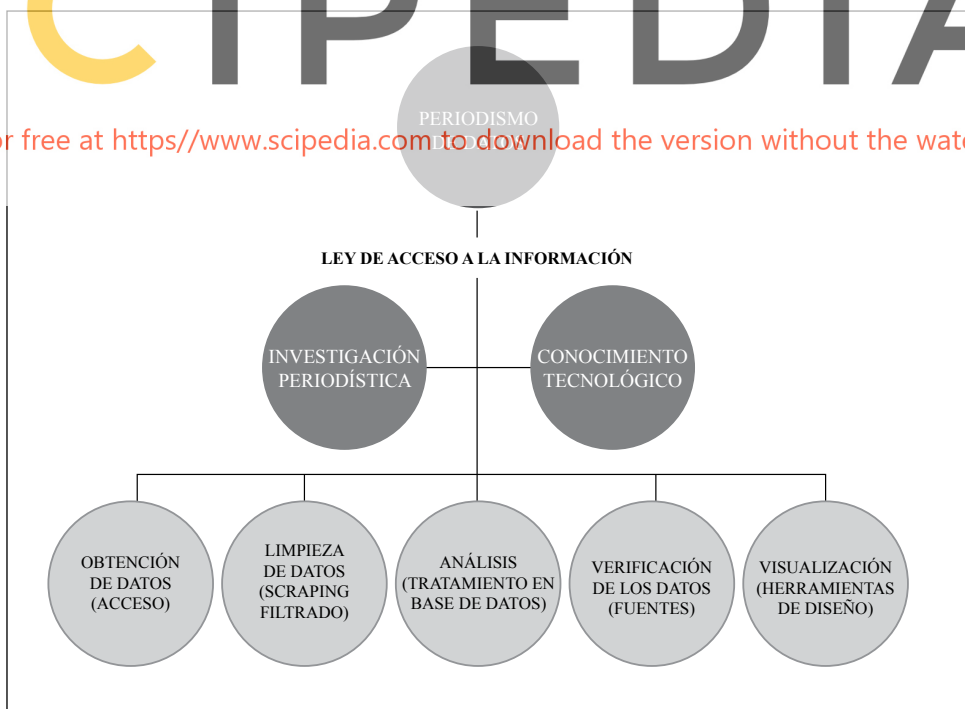 CIPEDIA
PERIODISMO
DE DATOS
r free at https//www.scipedia.com to download the version without the wate
LEY DE ACCESO A LA INFORMACIÓN
INVESTIGACIÓN
PERIODÍSTICA
CONOCIMIENTO
TECNOLÓGICO
OBTENCIÓN
DE DATOS
(ACCESO)
LIMPIEZA
DE DATOS
(SCRAPING
FILTRADO)
ANÁLISIS
(TRATAMIENTO EN
BASE DE DATOS)
VERIFICACIÓN
DE LOS DATOS
(FUENTES)
VISUALIZACIÓN
(HERRAMIENTAS
DE DISEÑO)